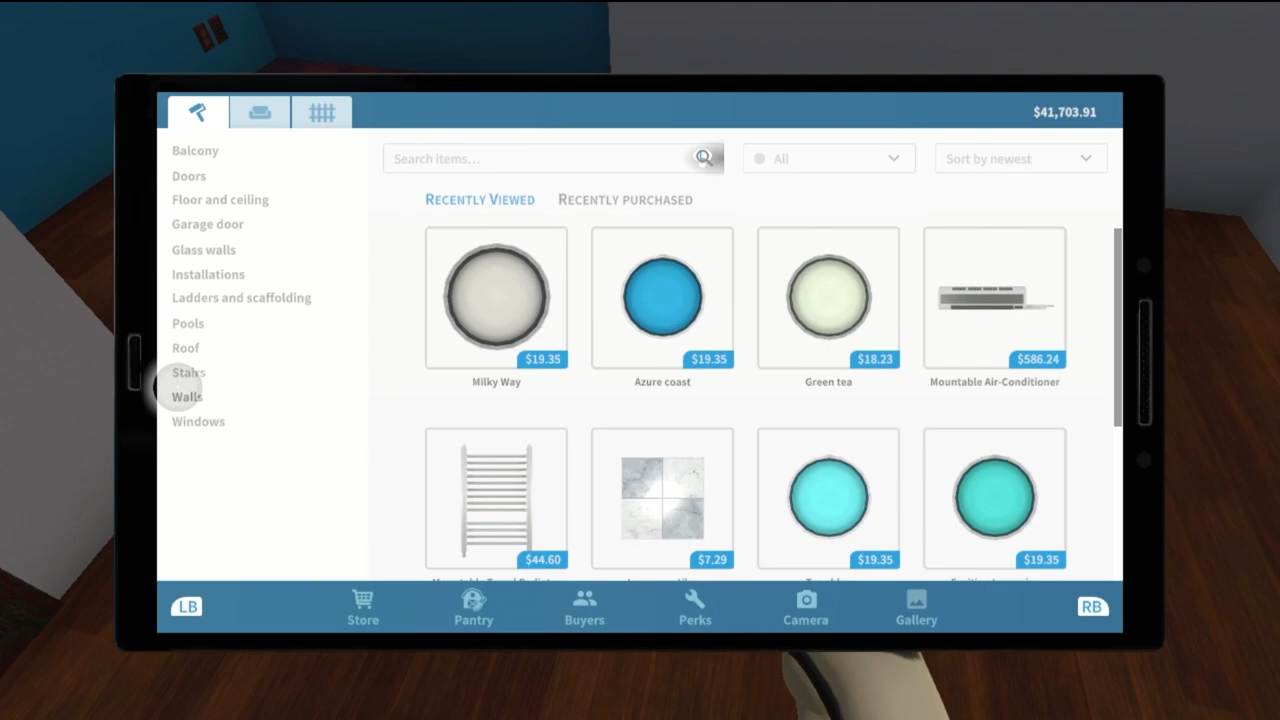 $41,703.91
Balcony
Doors
Floor and ceiling
Garage door
Glass walls
Installations
Ladders and scaffolding
Pools
Roof
Stairs
Walls
Windows
Search items...
All
Sort by newest
RECENTLY VIEWED
RECENTLY PURCHASED
$19.35
$19.35
$18.23
$586.24
Milky Way
Azure coast
Green tea
Mountable Air-Conditioner
$44.60
$7.29
$19.35
$19.35
LB
Store
Pantry
Buyers
Perks
Camera
Gallery
RB